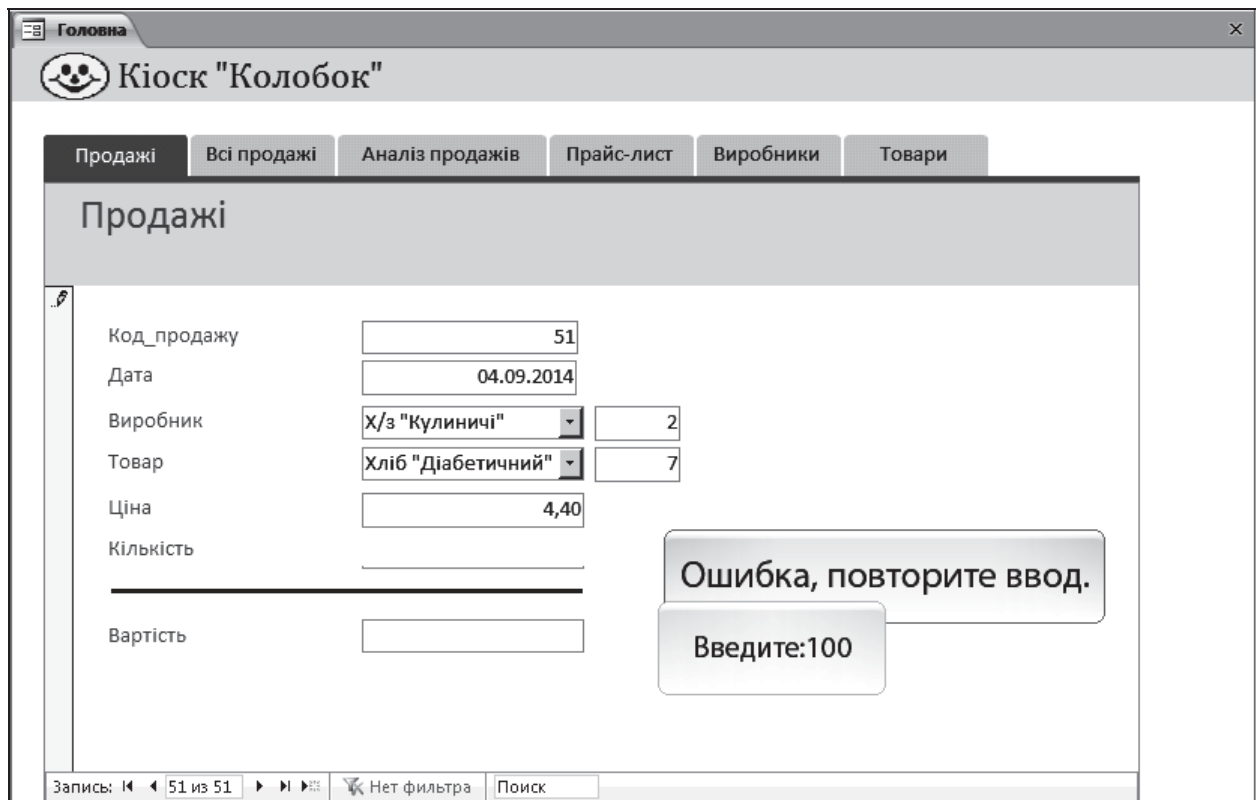 Головна
Кіоск "Колобок"
Продажі Всі продажі Аналіз продажів Прайс-лист Виробники Товари
Продажі
Код_продажу 51
Дата 04.09.2014
Виробник Х/з "Кулиничі" 2
Товар Хліб "Діабетичний" 7
Ціна 4,40
Кількість
Ошибка, повторите ввод.
Вартість
Введите:100
Запись: 51 из 51 Нет фильтра Поиск